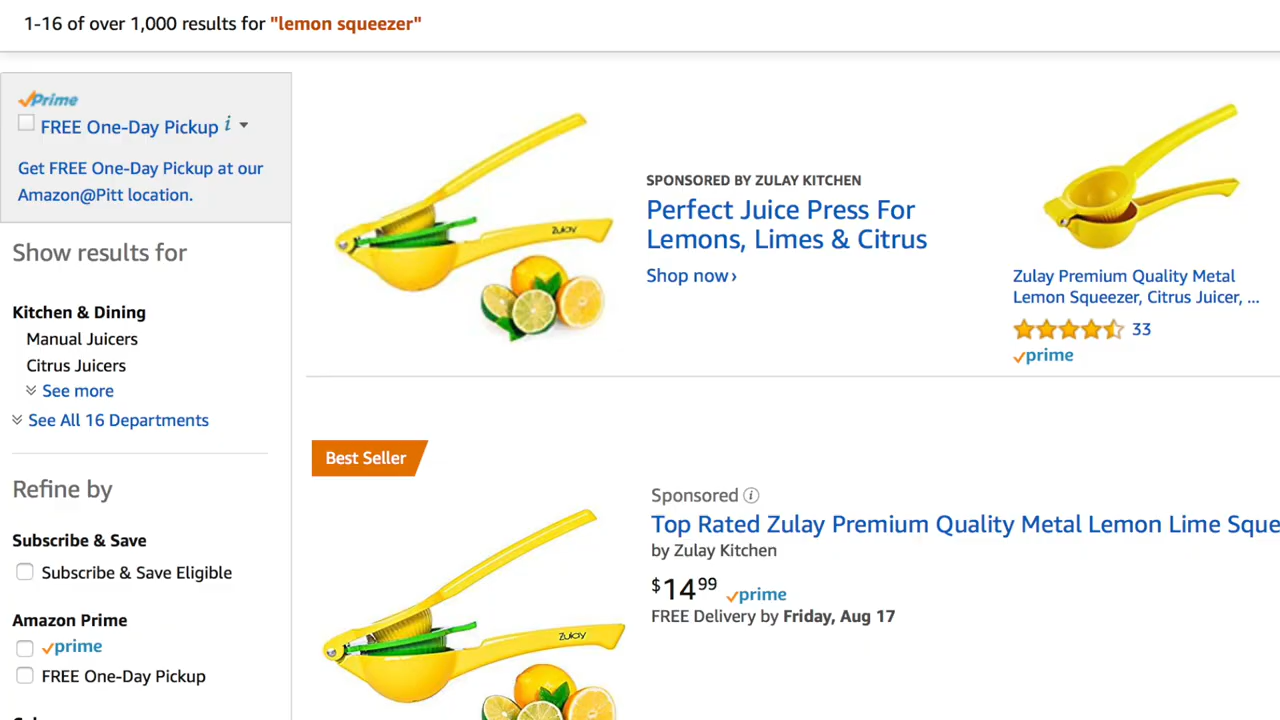 1-16 of over 1,000 results for "lemon squeezer"
Prime
FREE One-Day Pickup i
Get FREE One-Day Pickup at our
Amazon@Pitt location.
Show results for
Kitchen & Dining
Manual Juicers
Citrus Juicers
See more
See All 16 Departments
Refine by
Subscribe & Save
Subscribe & Save Eligible
Amazon Prime
prime
FREE One-Day Pickup
Zulay
SPONSORED BY ZULAY KITCHEN
Perfect Juice Press For
Lemons, Limes & Citrus
Shop now›
Zulay Premium Quality Metal
Lemon Squeezer, Citrus Juicer, ...
33
prime
Best Seller
Zulay
Sponsored i
Top Rated Zulay Premium Quality Metal Lemon Lime Sque
by Zulay Kitchen
$14 99 prime
FREE Delivery by Friday, Aug 17